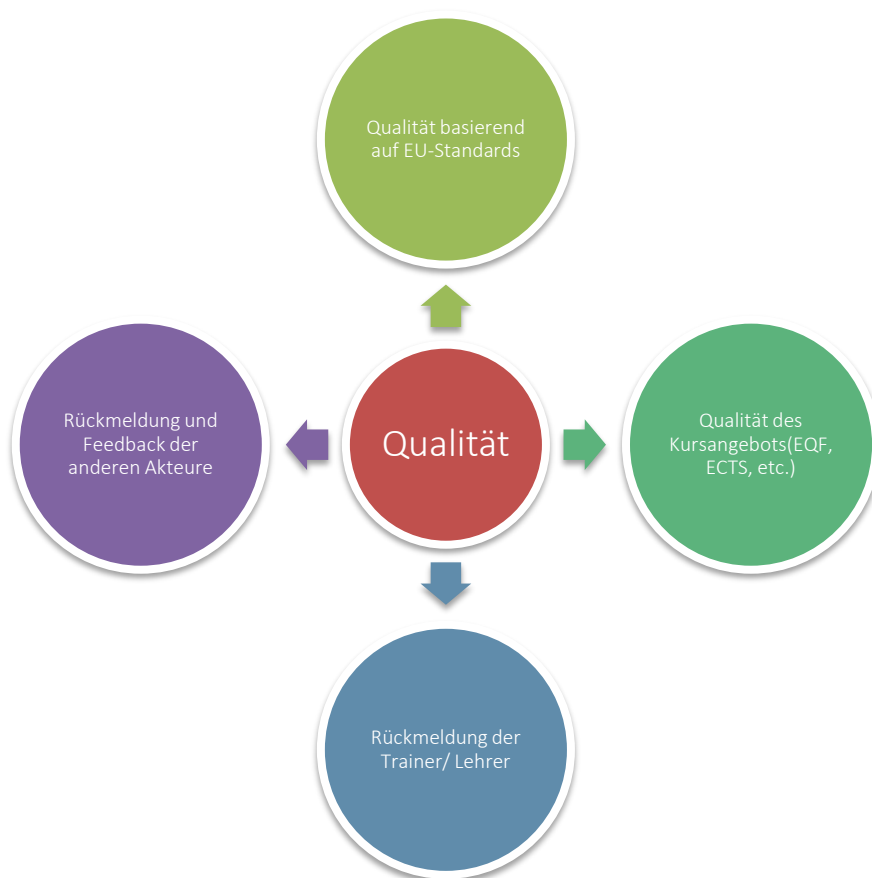 Qualität basierend
auf EU-Standards
Rückmeldung und
Feedback der
anderen Akteure
Qualität
Qualität des
Kursangebots(EQF,
ECTS, etc.)
Rückmeldung der
Trainer/ Lehrer